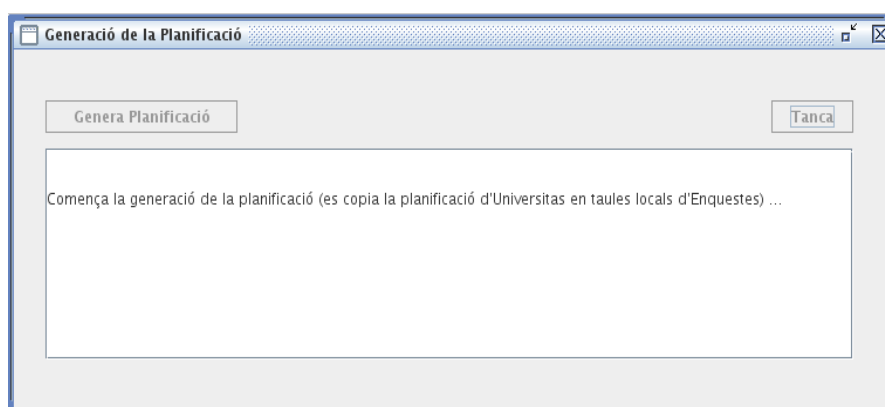 Generació de la Planificació
Genera Planificació
Tanca
Comença la generació de la planificació (es copia la planificació d'Universitas en taules locals d'Enquestes) ...